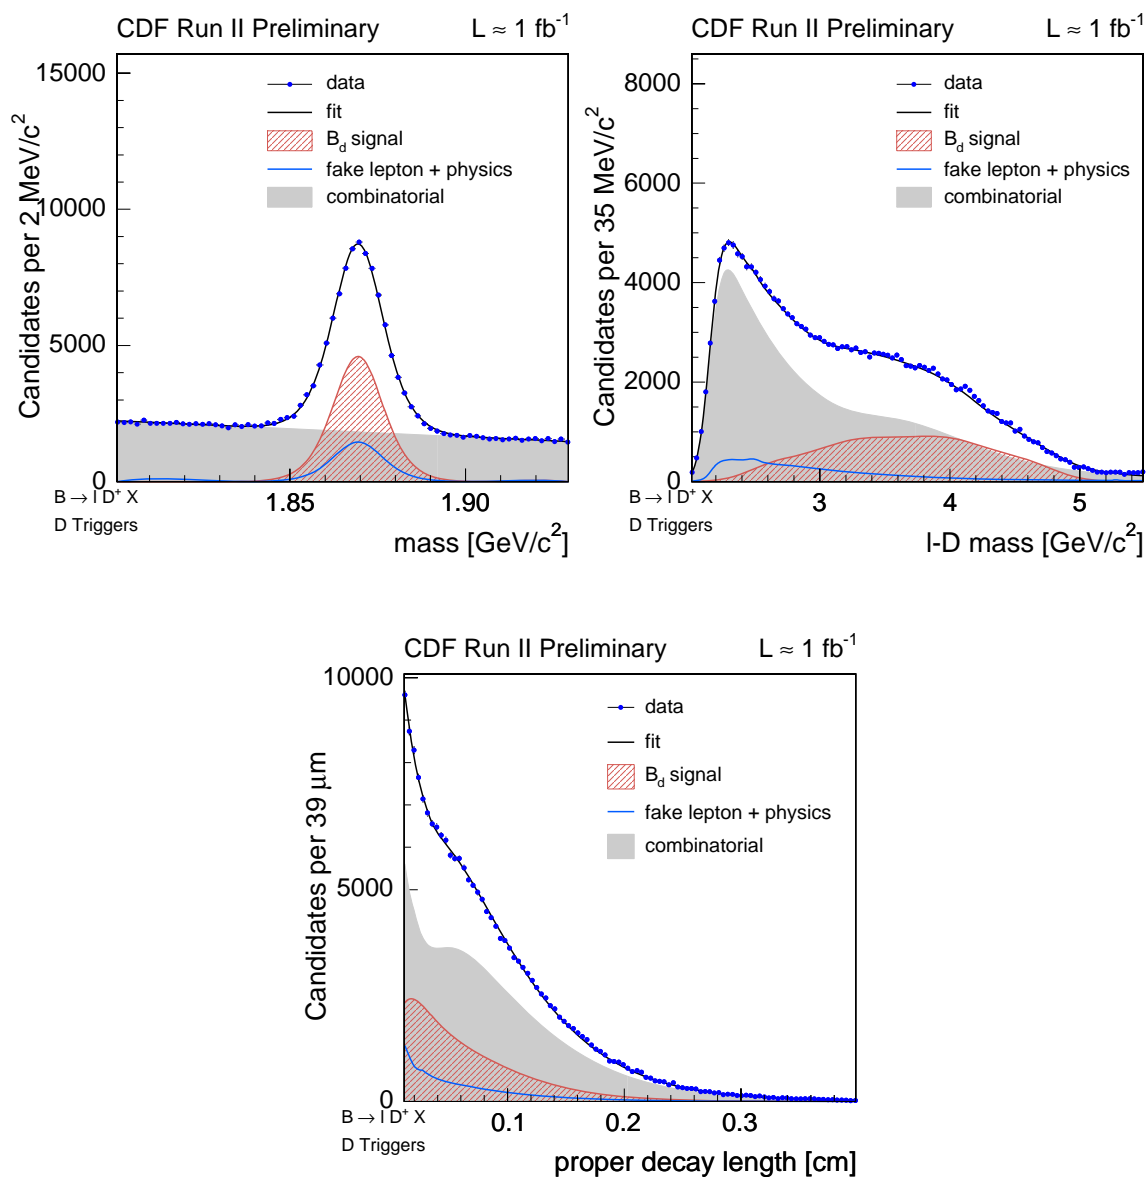 CDF Run II Preliminary L ≈ 1 fb⁻¹
15000
10000
5000
0
Candidates per 2 MeV/c²
data
fit
B_d signal
fake lepton + physics
combinatorial
1.85 1.90
B → l D⁺ X
D Triggers
mass [GeV/c²]
CDF Run II Preliminary L ≈ 1 fb⁻¹
8000
6000
4000
2000
0
Candidates per 35 MeV/c²
data
fit
B_d signal
fake lepton + physics
combinatorial
3 4 5
B → l D⁺ X
D Triggers
l-D mass [GeV/c²]
CDF Run II Preliminary L ≈ 1 fb⁻¹
10000
5000
0
Candidates per 39 μm
data
fit
B_d signal
fake lepton + physics
combinatorial
0.1 0.2 0.3
B → l D⁺ X
D Triggers
proper decay length [cm]